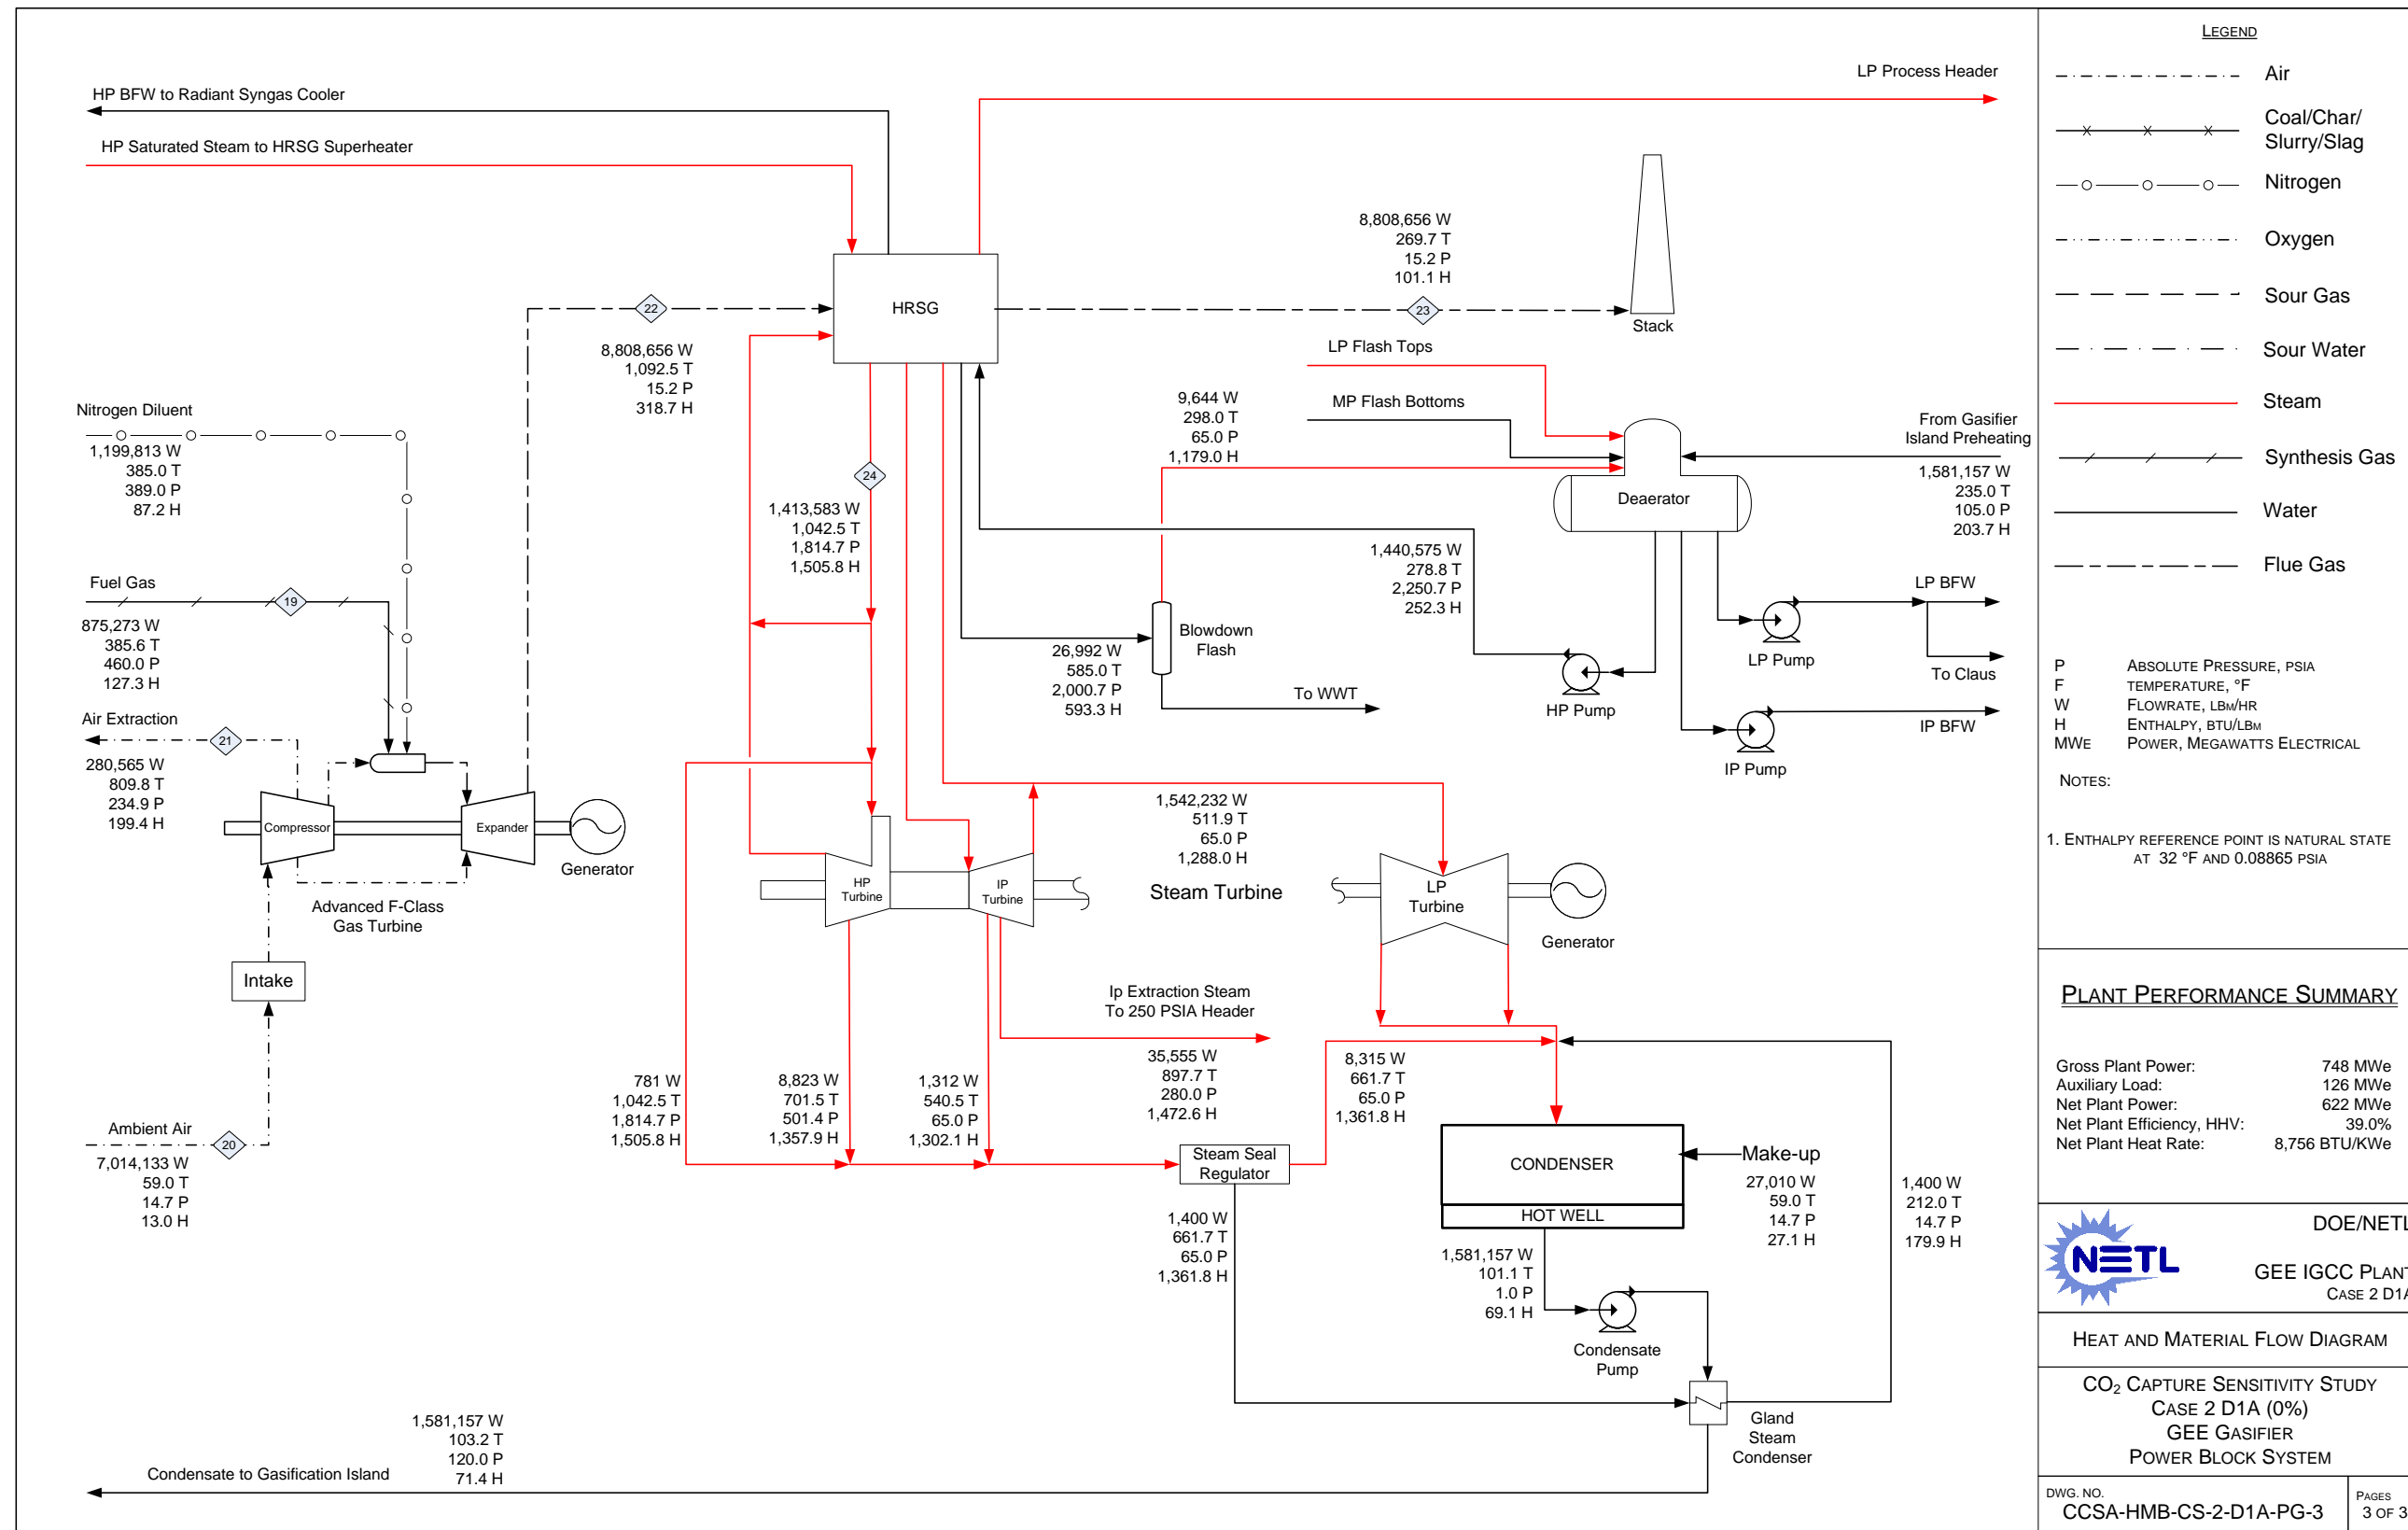 HP BFW to Radiant Syngas Cooler
HP Saturated Steam to HRSG Superheater
LP Process Header
HRSG
22
8,808,656 W
1,092.5 T
15.2 P
318.7 H
8,808,656 W
269.7 T
15.2 P
101.1 H
23
Stack
Nitrogen Diluent
1,199,813 W
385.0 T
389.0 P
87.2 H
Fuel Gas
19
875,273 W
385.6 T
460.0 P
127.3 H
Air Extraction
21
280,565 W
809.8 T
234.9 P
199.4 H
Compressor
Expander
Generator
Advanced F-Class
Gas Turbine
Intake
Ambient Air
20
7,014,133 W
59.0 T
14.7 P
13.0 H
24
1,413,583 W
1,042.5 T
1,814.7 P
1,505.8 H
LP Flash Tops
MP Flash Bottoms
9,644 W
298.0 T
65.0 P
1,179.0 H
From Gasifier
Island Preheating
1,581,157 W
235.0 T
105.0 P
203.7 H
Deaerator
1,440,575 W
278.8 T
2,250.7 P
252.3 H
Blowdown
Flash
26,992 W
585.0 T
2,000.7 P
593.3 H
To WWT
HP Pump
LP Pump
LP BFW
To Claus
IP Pump
IP BFW
1,542,232 W
511.9 T
65.0 P
1,288.0 H
HP
Turbine
IP
Turbine
Steam Turbine
LP
Turbine
Generator
Ip Extraction Steam
To 250 PSIA Header
35,555 W
897.7 T
280.0 P
1,472.6 H
781 W
1,042.5 T
1,814.7 P
1,505.8 H
8,823 W
701.5 T
501.4 P
1,357.9 H
1,312 W
540.5 T
65.0 P
1,302.1 H
8,315 W
661.7 T
65.0 P
1,361.8 H
Steam Seal
Regulator
1,400 W
661.7 T
65.0 P
1,361.8 H
CONDENSER
HOT WELL
Make-up
27,010 W
59.0 T
14.7 P
27.1 H
1,400 W
212.0 T
14.7 P
179.9 H
1,581,157 W
101.1 T
1.0 P
69.1 H
Condensate
Pump
Gland
Steam
Condenser
1,581,157 W
103.2 T
120.0 P
71.4 H
Condensate to Gasification Island
LEGEND
Air
Coal/Char/
Slurry/Slag
Nitrogen
Oxygen
Sour Gas
Sour Water
Steam
Synthesis Gas
Water
Flue Gas
P ABSOLUTE PRESSURE, PSIA
F TEMPERATURE, °F
W FLOWRATE, LBM/HR
H ENTHALPY, BTU/LBM
MWE POWER, MEGAWATTS ELECTRICAL
NOTES:
1. ENTHALPY REFERENCE POINT IS NATURAL STATE
AT 32 °F AND 0.08865 PSIA
PLANT PERFORMANCE SUMMARY
Gross Plant Power: 748 MWe
Auxiliary Load: 126 MWe
Net Plant Power: 622 MWe
Net Plant Efficiency, HHV: 39.0%
Net Plant Heat Rate: 8,756 BTU/KWe
NETL
DOE/NETL
GEE IGCC PLANT
CASE 2 D1A
HEAT AND MATERIAL FLOW DIAGRAM
CO₂ CAPTURE SENSITIVITY STUDY
CASE 2 D1A (0%)
GEE GASIFIER
POWER BLOCK SYSTEM
DWG. NO.
CCSA-HMB-CS-2-D1A-PG-3
PAGES
3 OF 3